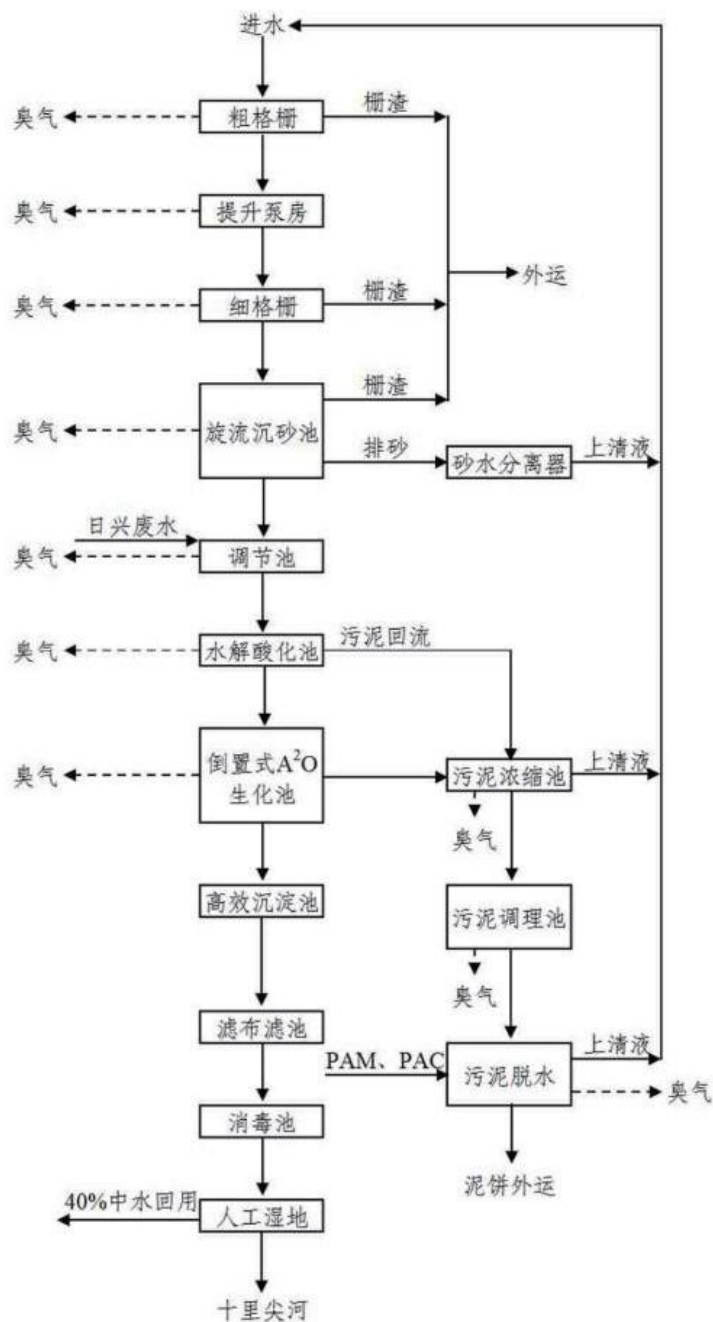 进水
臭气
粗格栅
栅渣
臭气
提升泵房
外运
臭气
细格栅
栅渣
栅渣
臭气
旋流沉砂池
排砂
砂水分离器
上清液
日兴废水
臭气
调节池
臭气
水解酸化池
污泥回流
臭气
倒置式A²O
生化池
污泥浓缩池
上清液
臭气
高效沉淀池
污泥调理池
臭气
滤布滤池
PAM、PAC
污泥脱水
上清液
臭气
消毒池
泥饼外运
40%中水回用
人工湿地
十里尖河